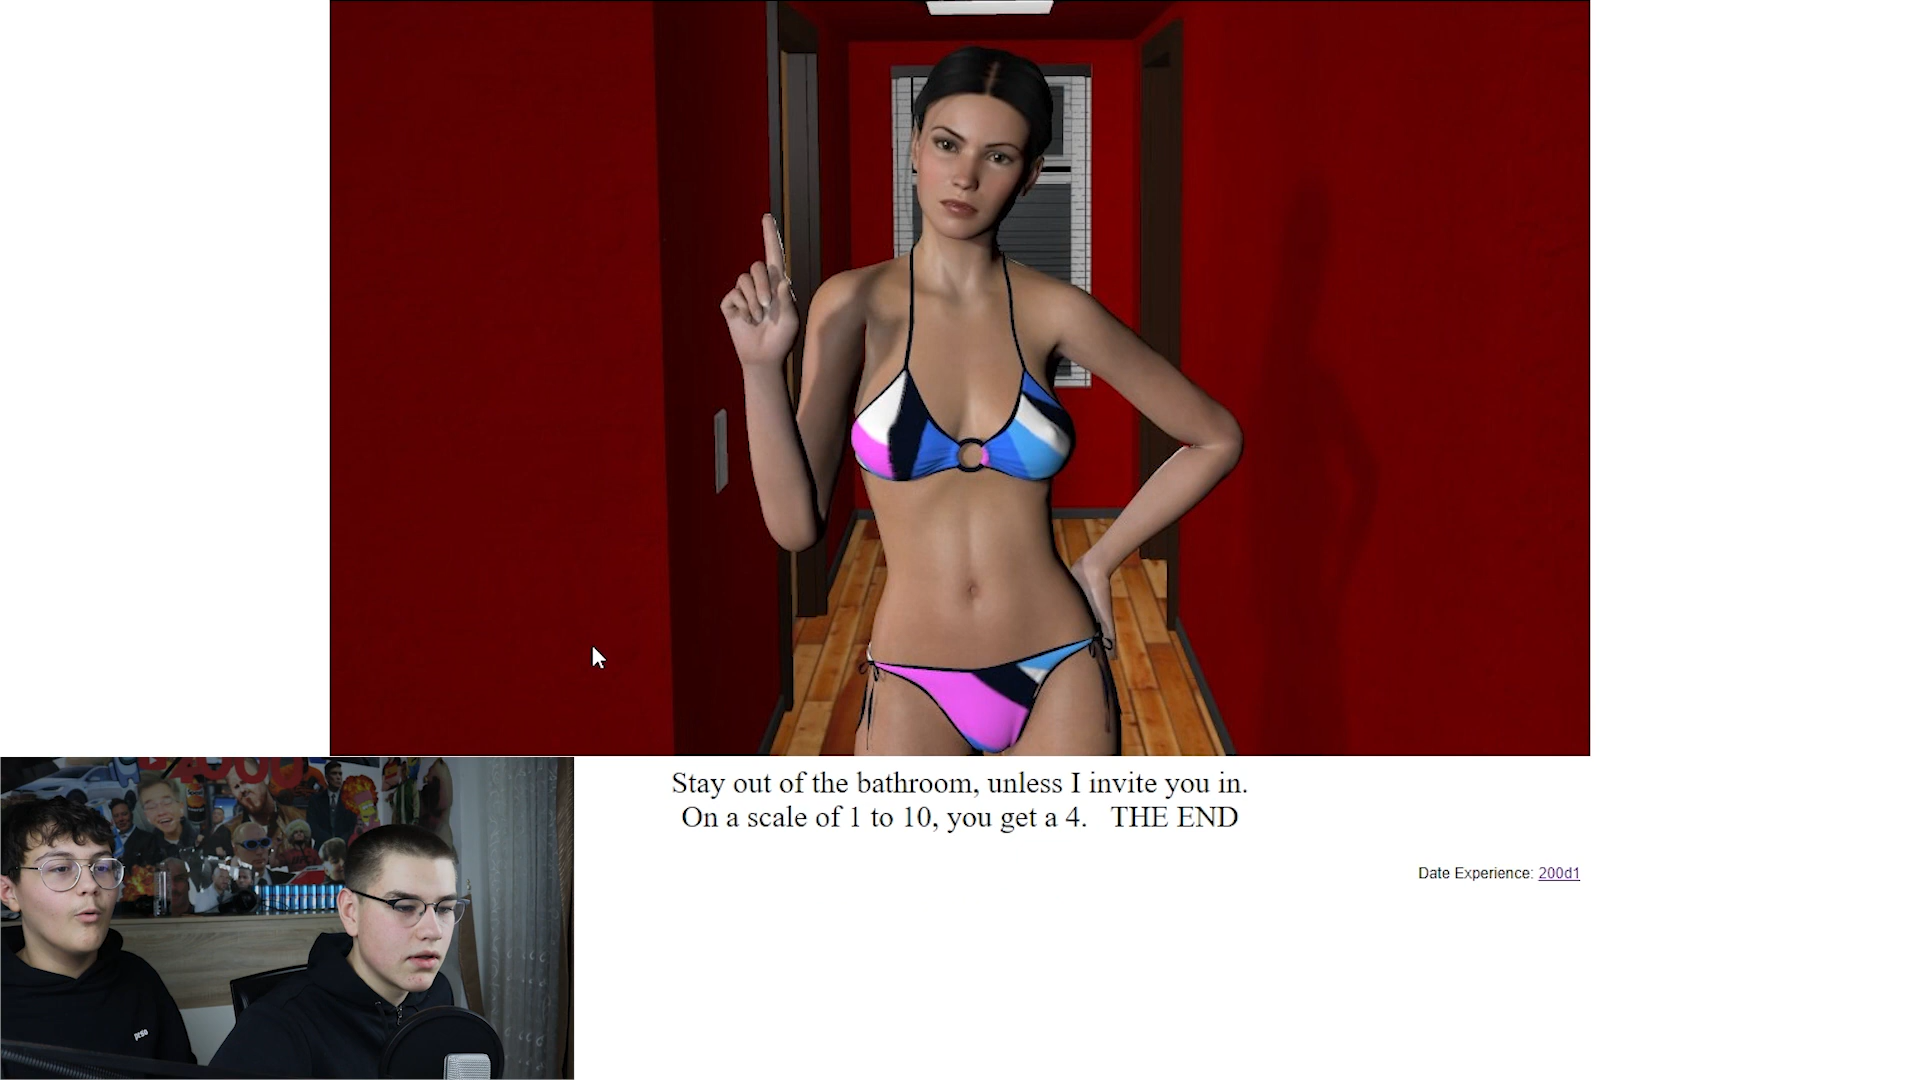 Stay out of the bathroom, unless I invite you in.
On a scale of 1 to 10, you get a 4. THE END
Date Experience: 200d1